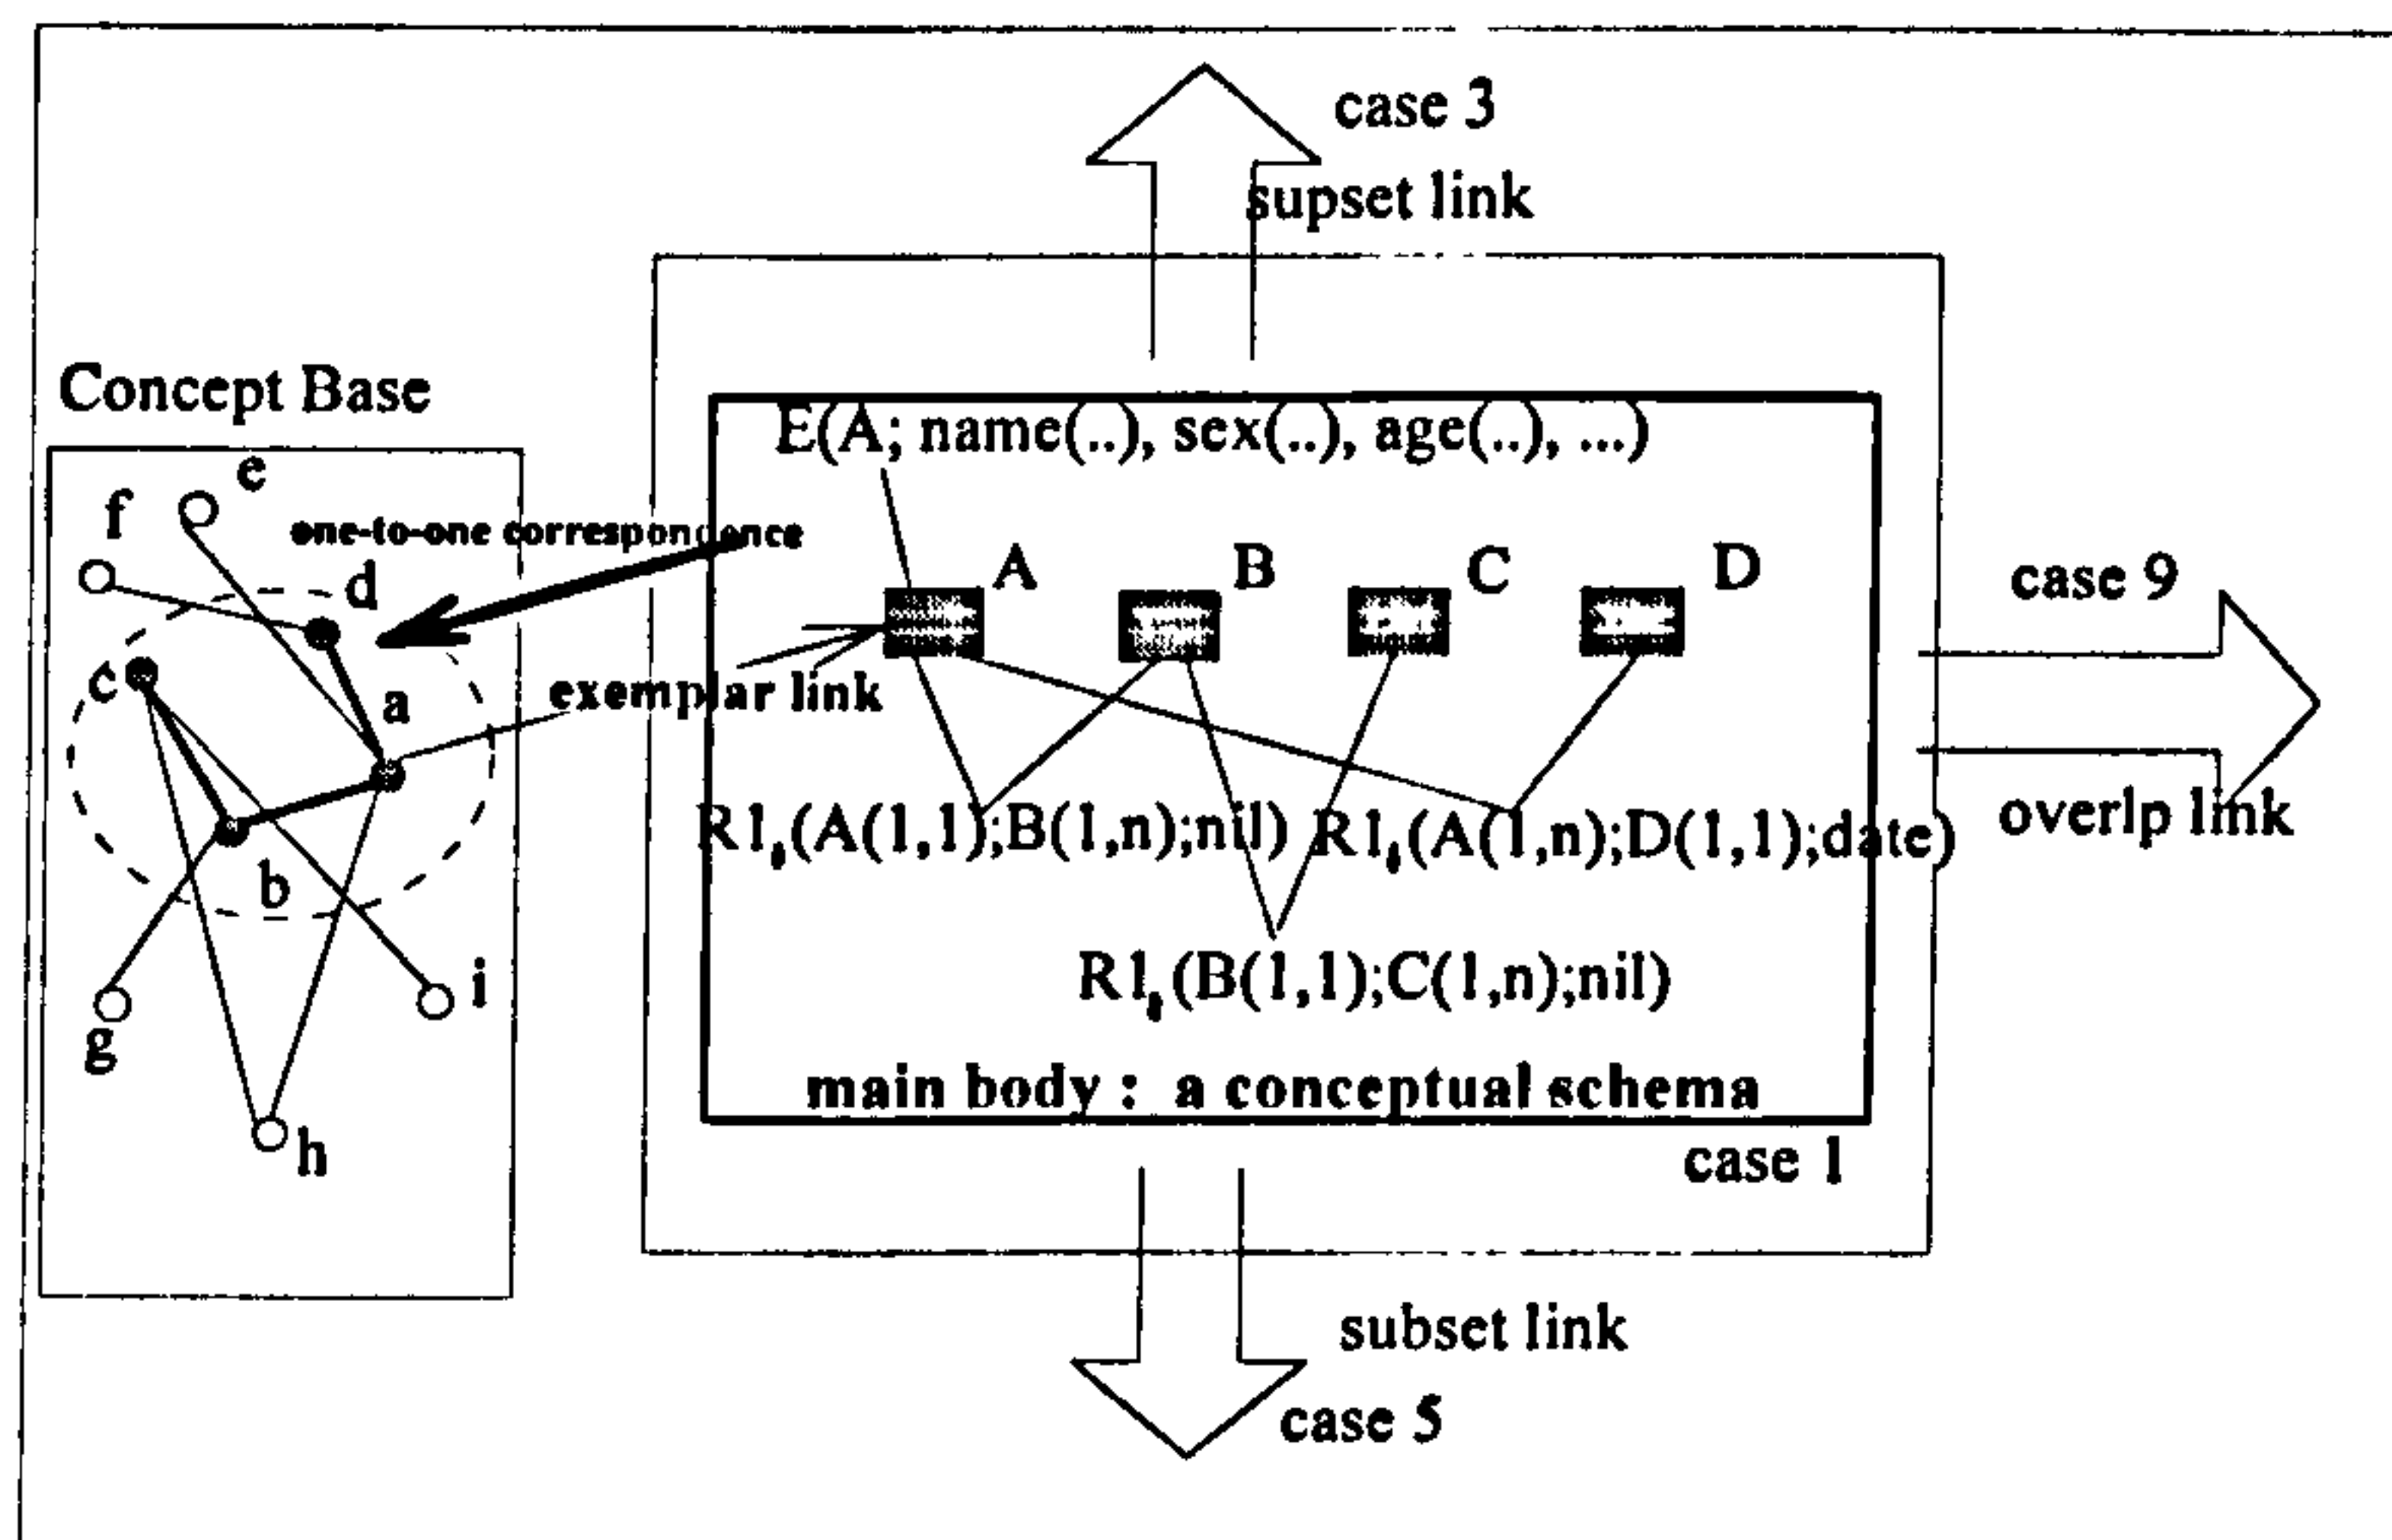 case 3
supset link
Concept Base
E(A; name(..), sex(..), age(..), ...)
e
f
one-to-one correspondence
d
A
B
C
D
case 9
c
a
exemplar link
R1,(A(1,1);B(1,n);nil)
R1,(A(1,n);D(1,1);date)
overlp link
b
R1,(B(1,1);C(1,n);nil)
i
g
main body : a conceptual schema
h
case 1
subset link
case 5